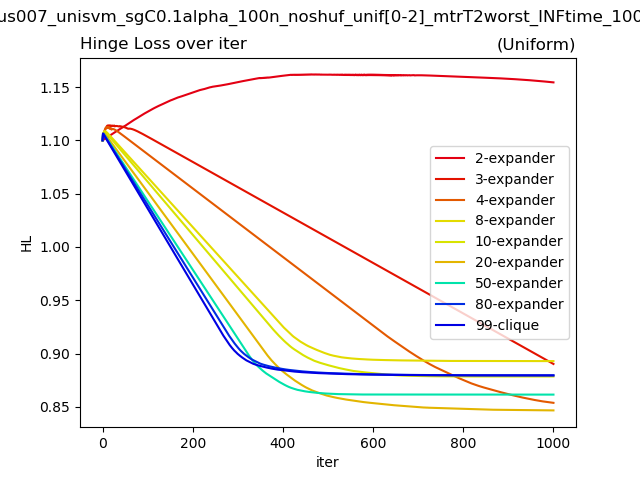 us007_unisvm_sgC0.1alpha_100n_noshuf_unif[0-2]_mtrT2worst_INFtime_100
Hinge Loss over iter (Uniform)
1.15
1.10
1.05
1.00
0.95
0.90
0.85
HL
2-expander
3-expander
4-expander
8-expander
10-expander
20-expander
50-expander
80-expander
99-clique
0 200 400 600 800 1000
iter